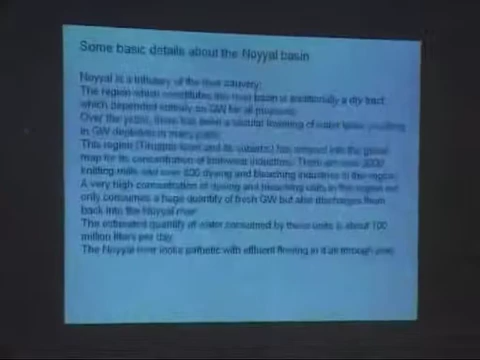 Some basic details about the Noyyal basin
Noyyal is a tributary of the river cauvery.
The region which constitutes this river basin is traditionally a dry tract
which depended entirely on GW for all purposes.
Over the years, there has been a secular lowering of water table resulting
in GW depletion in many parts.
This region (Tiruppur town and its suburbs) has emerged into the global
map for its concentration of knitwear industries. There are over 3000
knitting mills and over 800 dyeing and bleaching industries in the region.
A very high concentration of dyeing and bleaching units in the region not
only consumes a huge quantity of fresh GW but also discharges them
back into the Noyyal river.
The estimated quantity of water consumed by these units is about 100
million liters per day.
The Noyyal river looks pathetic with effluent flowing in it all through